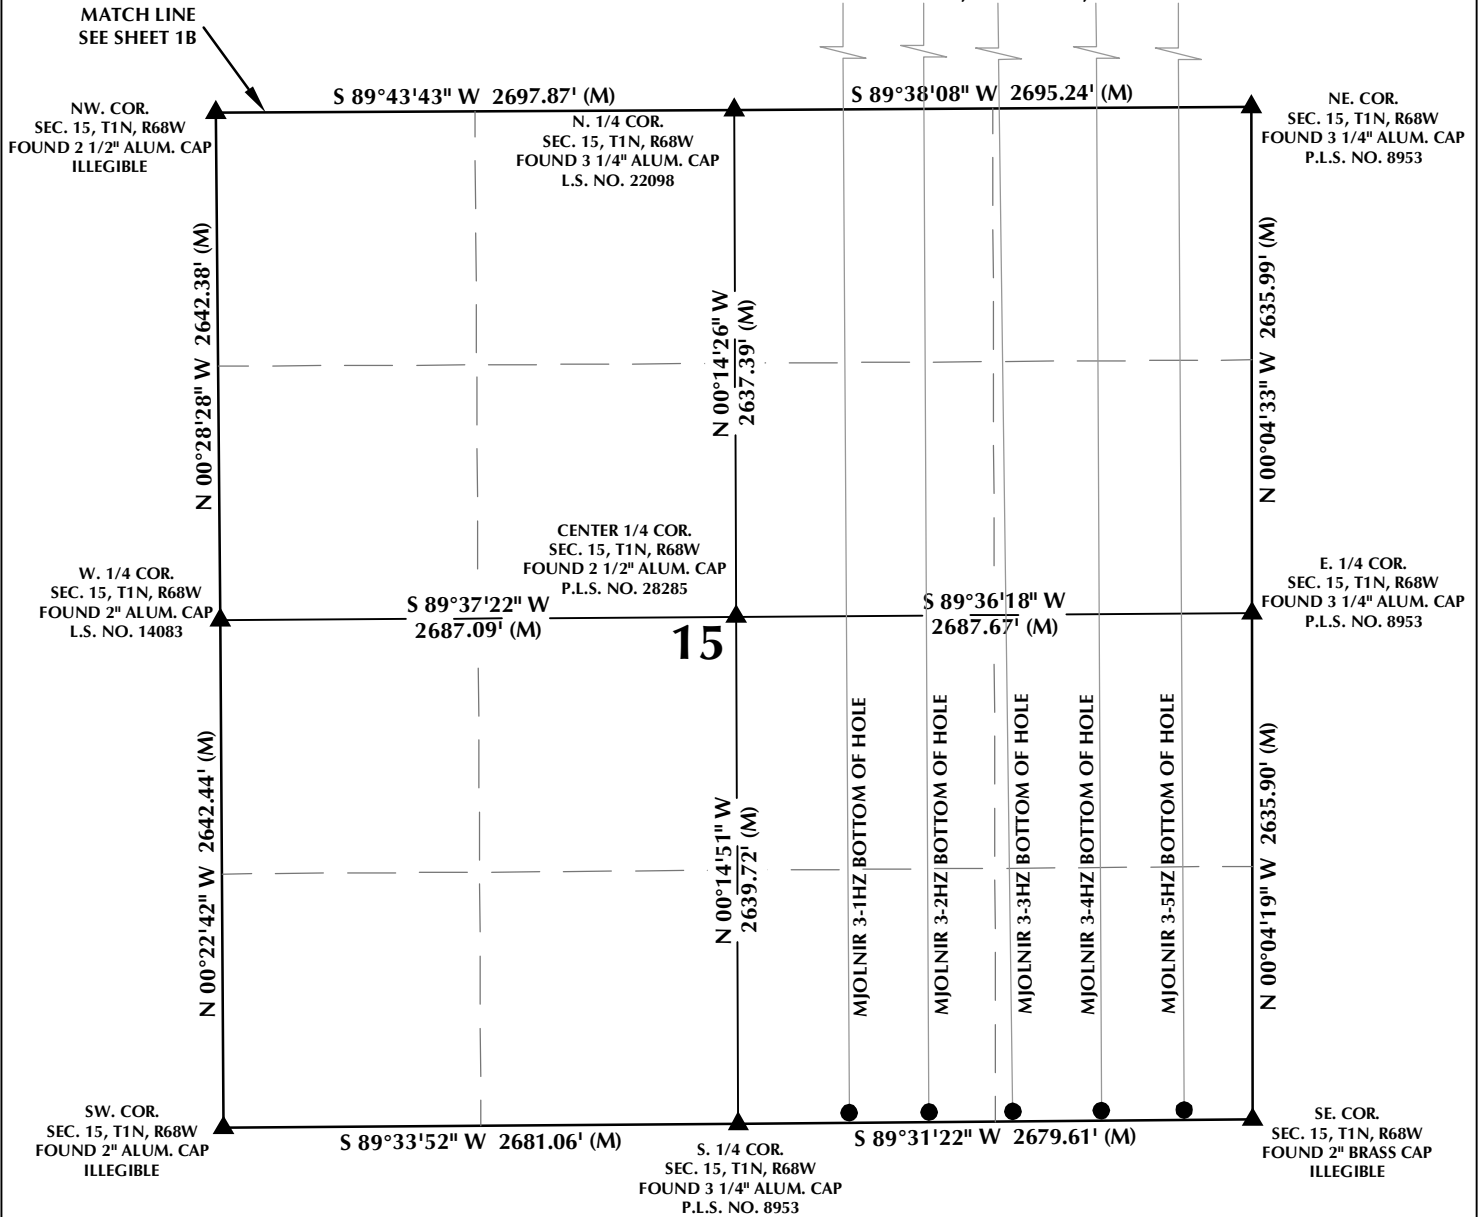 MATCH LINE
SEE SHEET 1B
S 89°43'43" W 2697.87' (M)
S 89°38'08" W 2695.24' (M)
NW. COR.
SEC. 15, T1N, R68W
FOUND 2 1/2" ALUM. CAP
ILLEGIBLE
N. 1/4 COR.
SEC. 15, T1N, R68W
FOUND 3 1/4" ALUM. CAP
L.S. NO. 22098
NE. COR.
SEC. 15, T1N, R68W
FOUND 3 1/4" ALUM. CAP
P.L.S. NO. 8953
N 00°28'28" W 2642.38' (M)
N 00°14'26" W
2637.39' (M)
N 00°04'33" W 2635.99' (M)
CENTER 1/4 COR.
SEC. 15, T1N, R68W
FOUND 2 1/2" ALUM. CAP
P.L.S. NO. 28285
W. 1/4 COR.
SEC. 15, T1N, R68W
FOUND 2" ALUM. CAP
L.S. NO. 14083
S 89°37'22" W
2687.09' (M)
15
S 89°36'18" W
2687.67' (M)
E. 1/4 COR.
SEC. 15, T1N, R68W
FOUND 3 1/4" ALUM. CAP
P.L.S. NO. 8953
N 00°22'42" W 2642.44' (M)
N 00°14'51" W
2639.72' (M)
MJOLNIR 3-1HZ BOTTOM OF HOLE
MJOLNIR 3-2HZ BOTTOM OF HOLE
MJOLNIR 3-3HZ BOTTOM OF HOLE
MJOLNIR 3-4HZ BOTTOM OF HOLE
MJOLNIR 3-5HZ BOTTOM OF HOLE
N 00°04'19" W 2635.90' (M)
SW. COR.
SEC. 15, T1N, R68W
FOUND 2" ALUM. CAP
ILLEGIBLE
S 89°33'52" W 2681.06' (M)
S. 1/4 COR.
SEC. 15, T1N, R68W
FOUND 3 1/4" ALUM. CAP
P.L.S. NO. 8953
S 89°31'22" W 2679.61' (M)
SE. COR.
SEC. 15, T1N, R68W
FOUND 2" BRASS CAP
ILLEGIBLE